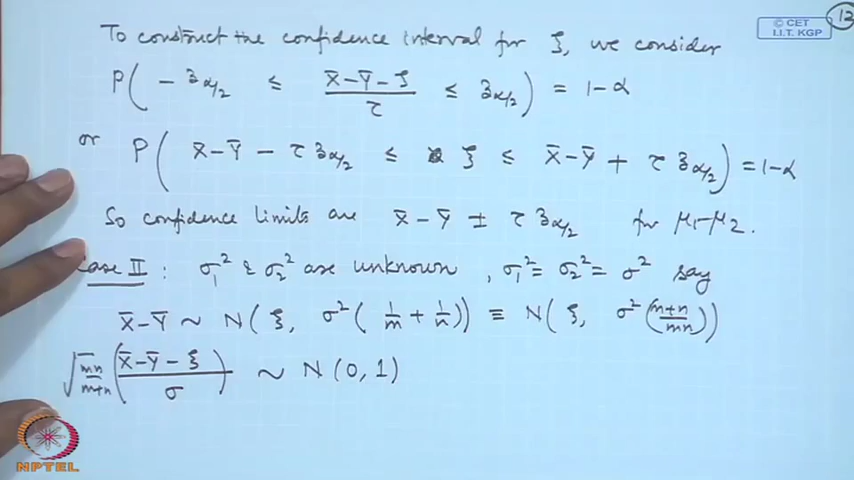 12
© CET
I.I.T. KGP
To construct the confidence interval for ξ, we consider
P( - z_{α/2} ≤ (X̄-Ȳ-ξ)/τ ≤ z_{α/2} ) = 1-α
or P( X̄-Ȳ - τ z_{α/2} ≤ ξ ≤ X̄-Ȳ + τ z_{α/2} ) = 1-α
So confidence limits are X̄-Ȳ ± τ z_{α/2} for μ₁-μ₂.
Case II : σ₁² & σ₂² are unknown, σ₁² = σ₂² = σ² say
X̄-Ȳ ~ N(ξ, σ²(1/m + 1/n)) ≡ N(ξ, σ²((m+n)/mn))
√(mn/(m+n)) ((X̄-Ȳ-ξ)/σ) ~ N(0,1)
NPTEL